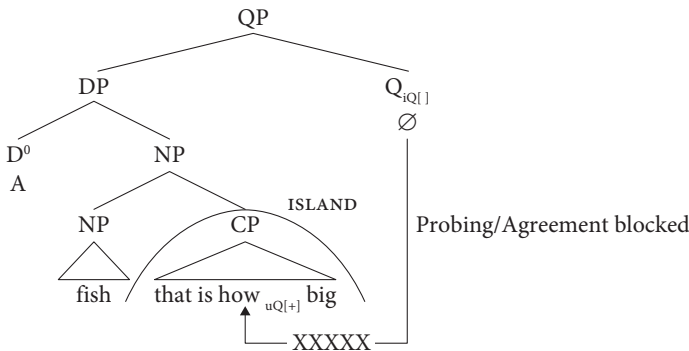 QP
DP Q iQ[ ]
∅
D⁰ NP
A
ISLAND
NP CP Probing/Agreement blocked
fish that is how uQ[+] big
XXXXX